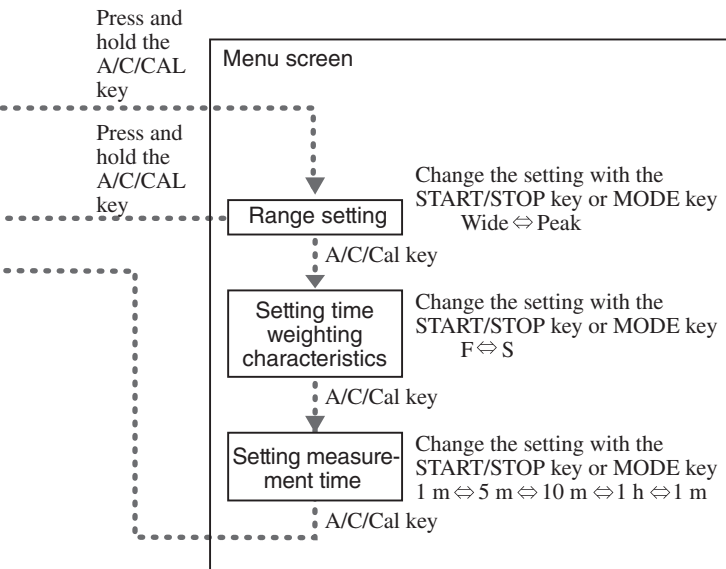 Press and
hold the
A/C/CAL
key
Menu screen
Press and
hold the
A/C/CAL
key
Range setting
Change the setting with the
START/STOP key or MODE key
Wide ⇔ Peak
A/C/Cal key
Setting time
weighting
characteristics
Change the setting with the
START/STOP key or MODE key
F ⇔ S
A/C/Cal key
Setting measure-
ment time
Change the setting with the
START/STOP key or MODE key
1 m ⇔ 5 m ⇔ 10 m ⇔ 1 h ⇔ 1 m
A/C/Cal key